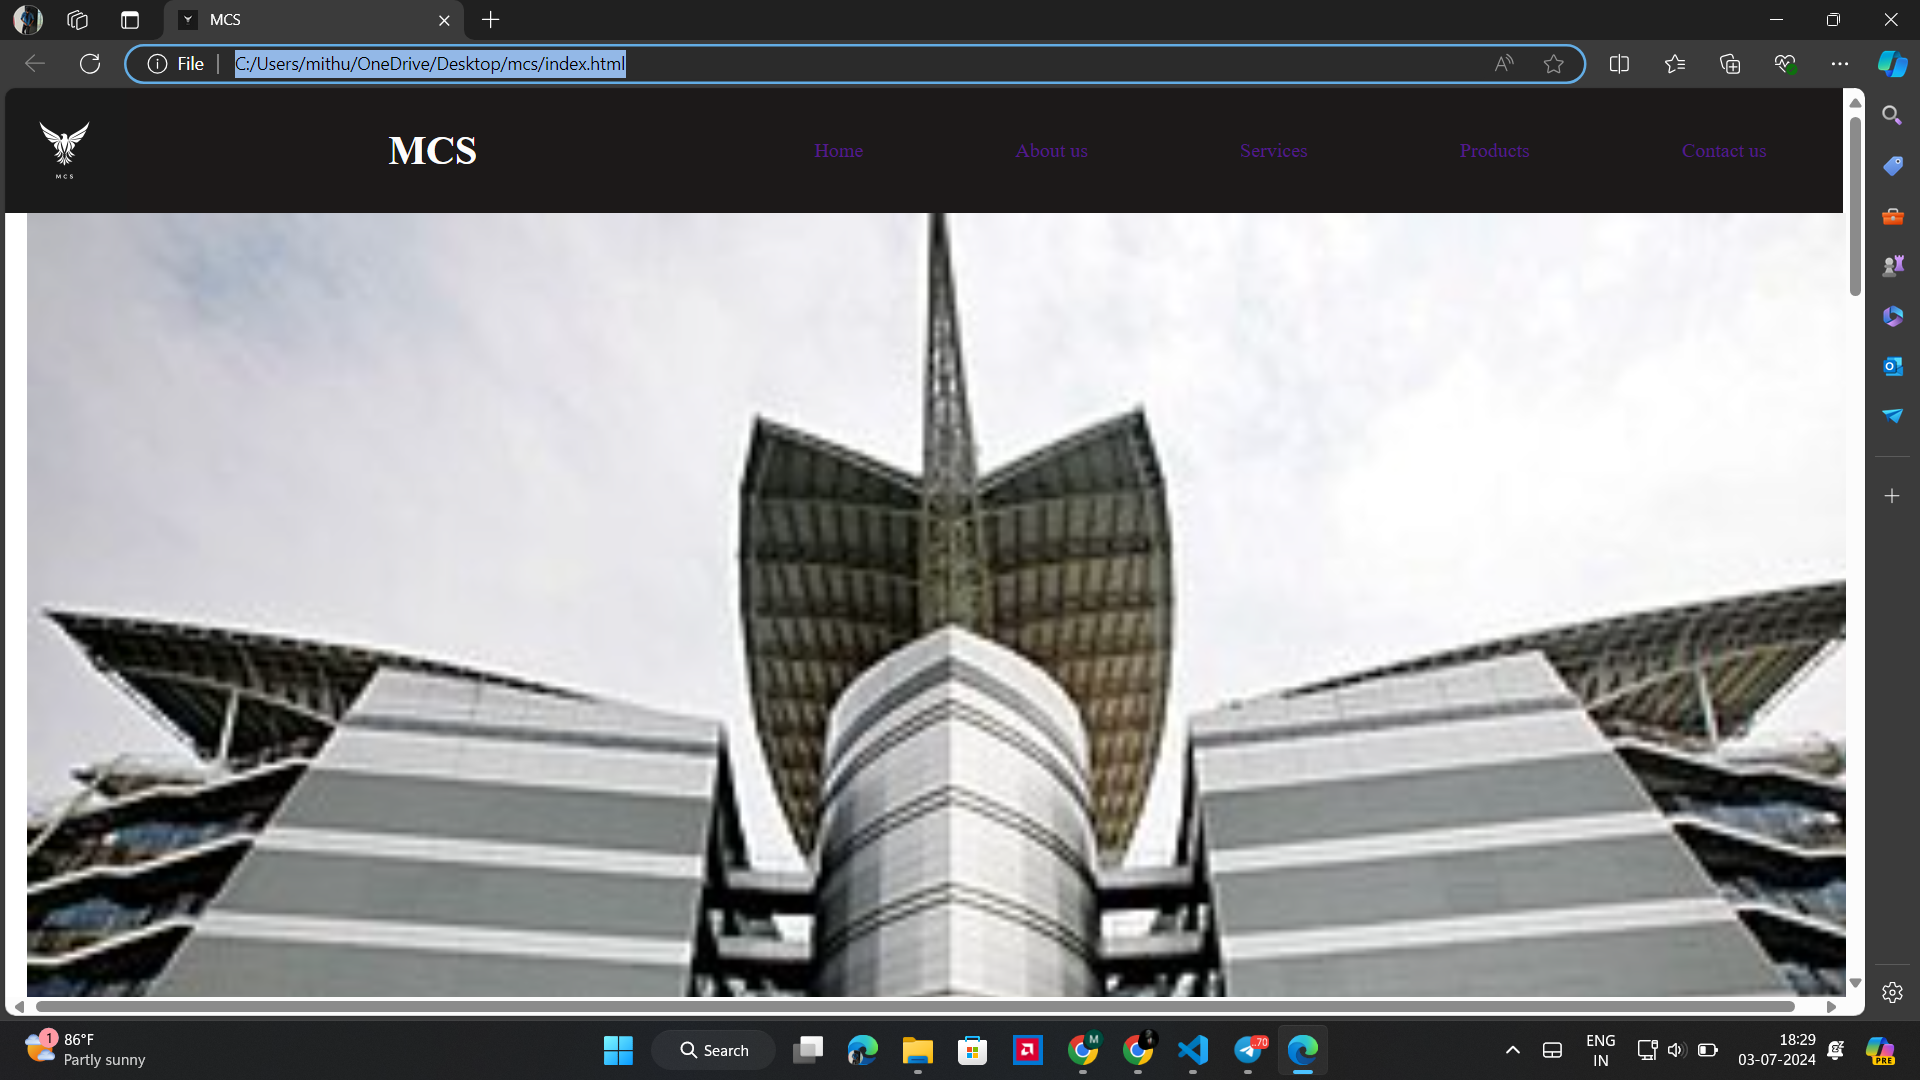 MCS
File
C:/Users/mithu/OneDrive/Desktop/mcs/index.html
A
MCS
MCS
Home
About us
Services
Products
Contact us
1
86°F
Partly sunny
Search
M
..70
ENG
IN
18:29
03-07-2024
PRE